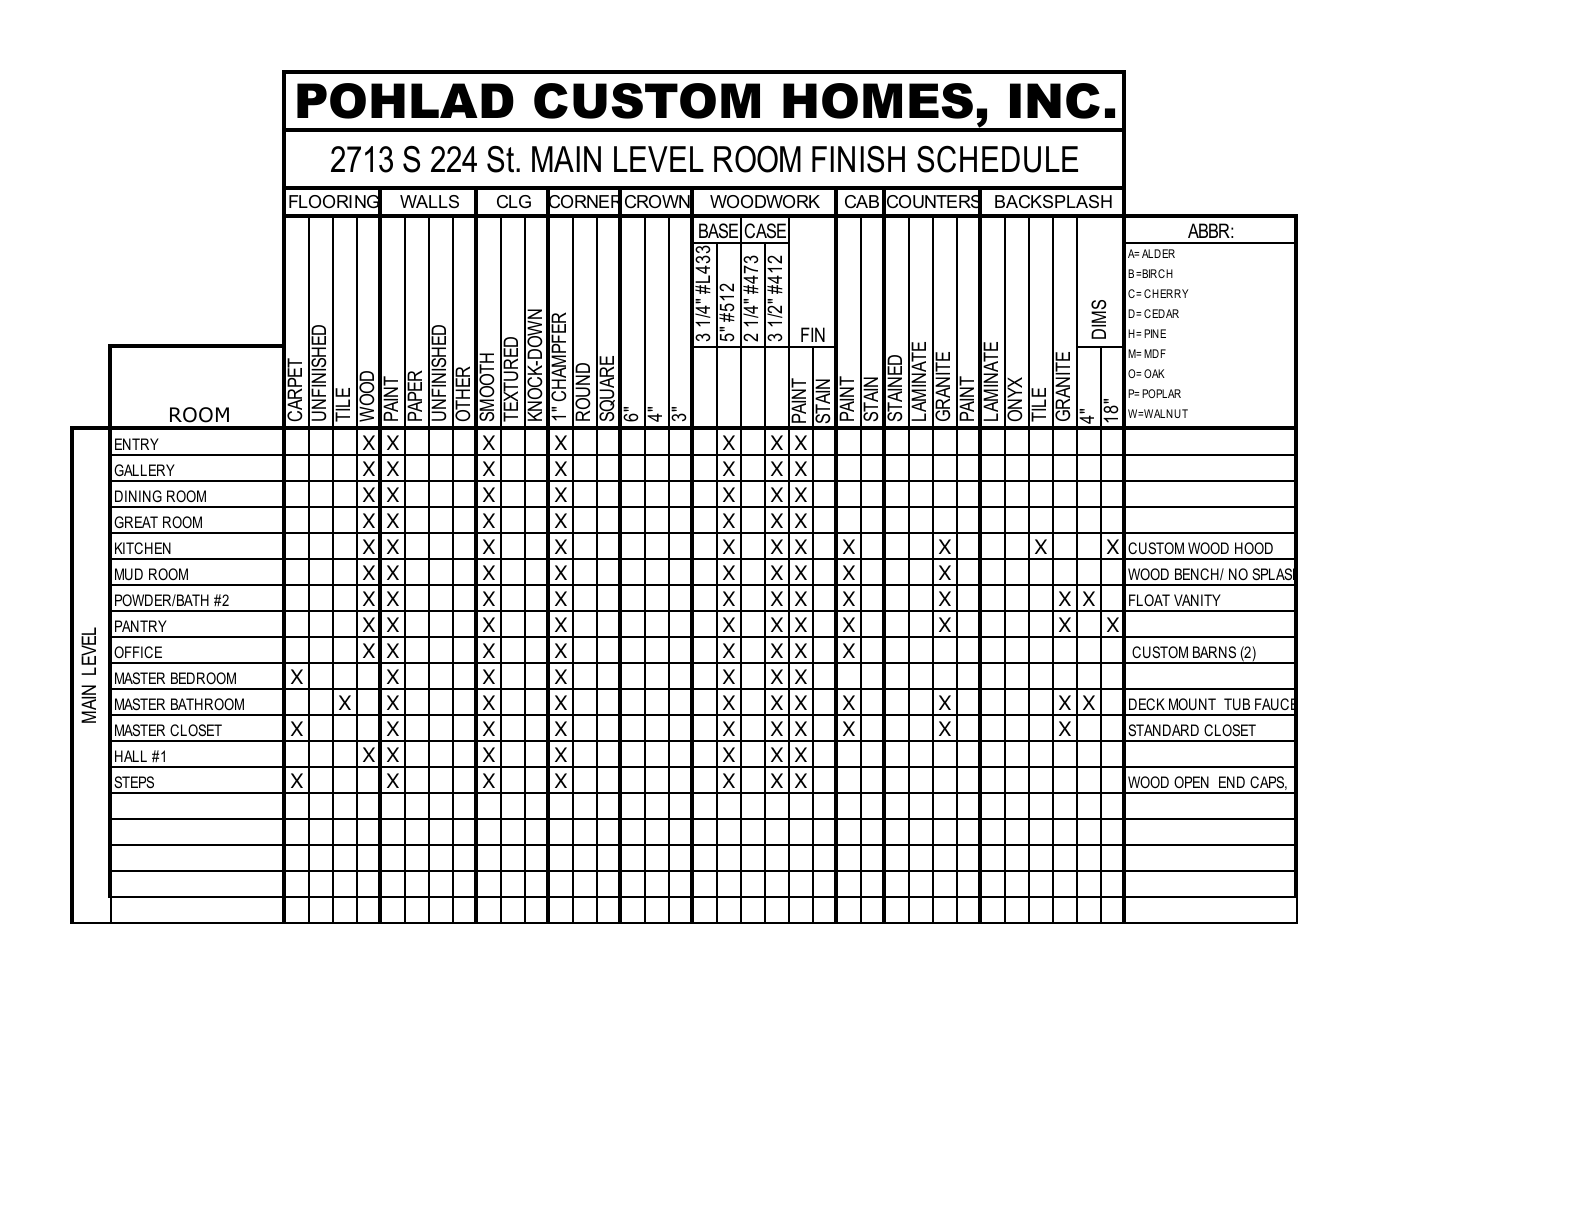 POHLAD CUSTOM HOMES, INC.
2713 S 224 St. MAIN LEVEL ROOM FINISH SCHEDULE
FLOORING WALLS CLG CORNER CROWN WOODWORK CAB COUNTERS BACKSPLASH
BASE CASE ABBR:
A= ALDER
B=BIRCH
C= CHERRY
D= CEDAR
H= PINE
M= MDF
O= OAK
P= POPLAR
W=WALNUT
3 1/4" #L433
5" #512
2 1/4" #473
3 1/2" #412
FIN
DIMS
ROOM
CARPET
UNFINISHED
TILE
WOOD
PAINT
PAPER
UNFINISHED
OTHER
SMOOTH
TEXTURED
KNOCK-DOWN
1" CHAMPFER
ROUND
SQUARE
6"
4"
3"
PAINT
STAIN
PAINT
STAIN
STAINED
LAMINATE
GRANITE
PAINT
LAMINATE
ONYX
TILE
GRANITE
4"
18"
MAIN LEVEL
ENTRY X X X X X X X
GALLERY X X X X X X X
DINING ROOM X X X X X X X
GREAT ROOM X X X X X X X
KITCHEN X X X X X X X X X X X CUSTOM WOOD HOOD
MUD ROOM X X X X X X X X X WOOD BENCH/ NO SPLAS
POWDER/BATH #2 X X X X X X X X X X X FLOAT VANITY
PANTRY X X X X X X X X X X X
OFFICE X X X X X X X X CUSTOM BARNS (2)
MASTER BEDROOM X X X X X X X
MASTER BATHROOM X X X X X X X X X X X DECK MOUNT TUB FAUCE
MASTER CLOSET X X X X X X X X X X STANDARD CLOSET
HALL #1 X X X X X X X
STEPS X X X X X X X WOOD OPEN END CAPS,